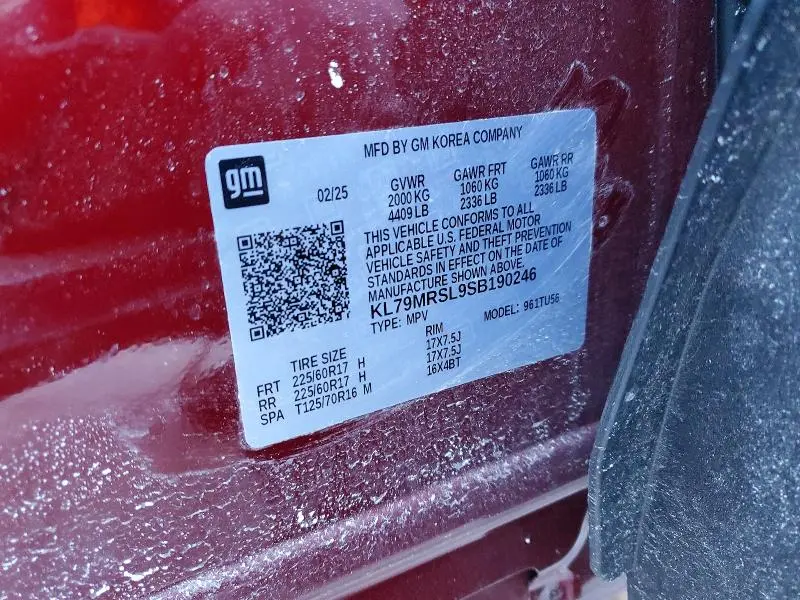 MFD BY GM KOREA COMPANY
gm
02/25
GVWR
2000 KG
4409 LB
GAWR FRT
1060 KG
2336 LB
GAWR RR
1060 KG
2336 LB
THIS VEHICLE CONFORMS TO ALL
APPLICABLE U.S. FEDERAL MOTOR
VEHICLE SAFETY AND THEFT PREVENTION
STANDARDS IN EFFECT ON THE DATE OF
MANUFACTURE SHOWN ABOVE.
KL79MRSL9SB190246
TYPE: MPV MODEL: 961TU56
TIRE SIZE RIM
FRT 225/60R17 H 17X7.5J
RR 225/60R17 H 17X7.5J
SPA T125/70R16 M 16X4BT